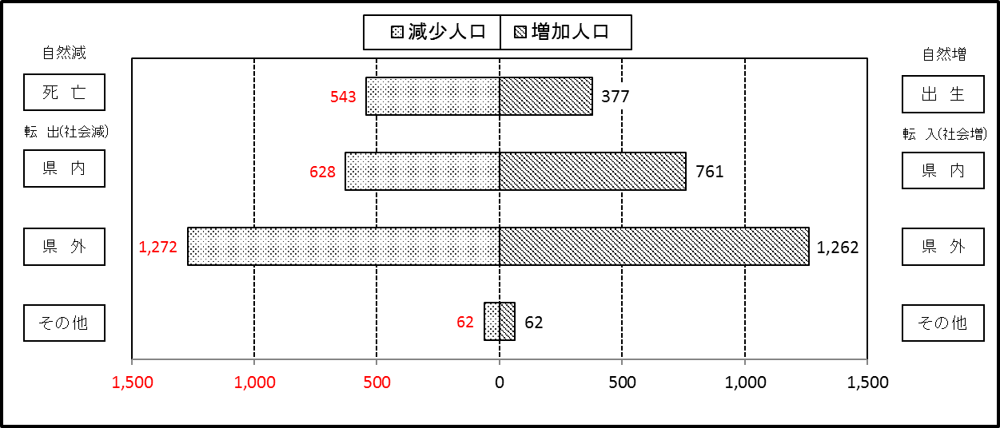 減少人口 増加人口
自然減 自然増
死　亡 543 377 出　生
転　出(社会減) 転　入(社会増)
県　内 628 761 県　内
県　外 1,272 1,262 県　外
その他 62 62 その他
1,500 1,000 500 0 500 1,000 1,500